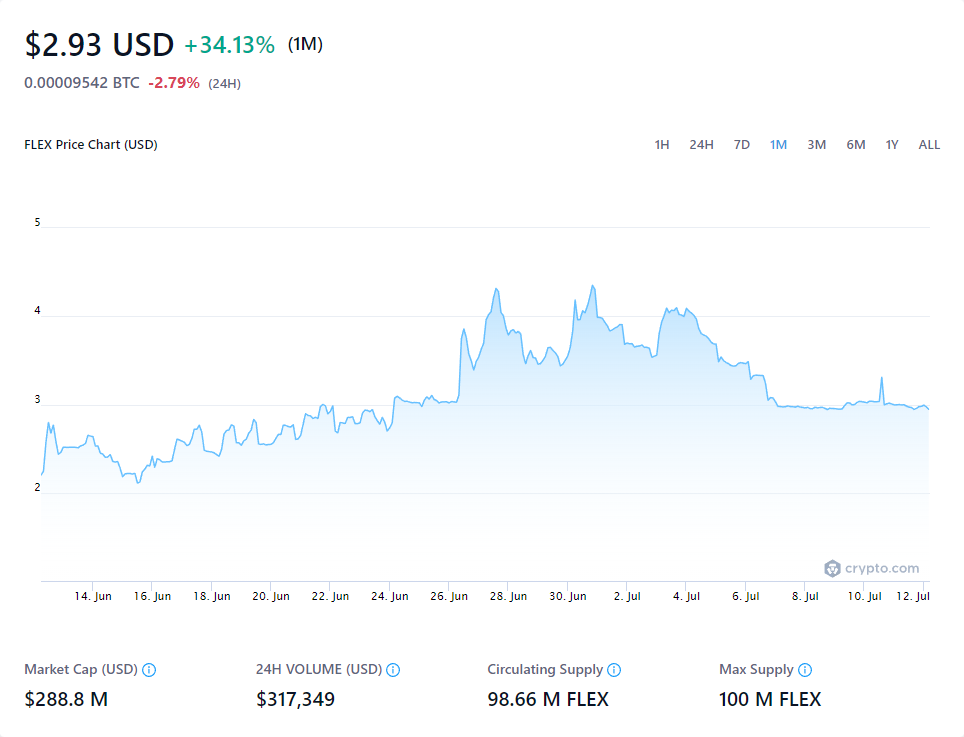 $2.93 USD +34.13% (1M)
0.00009542 BTC -2.79% (24H)
FLEX Price Chart (USD) 1H 24H 7D 1M 3M 6M 1Y ALL
5
4
3
2
crypto.com
14. Jun 16. Jun 18. Jun 20. Jun 22. Jun 24. Jun 26. Jun 28. Jun 30. Jun 2. Jul 4. Jul 6. Jul 8. Jul 10. Jul 12. Jul
Market Cap (USD) 24H VOLUME (USD) Circulating Supply Max Supply
$288.8 M $317,349 98.66 M FLEX 100 M FLEX